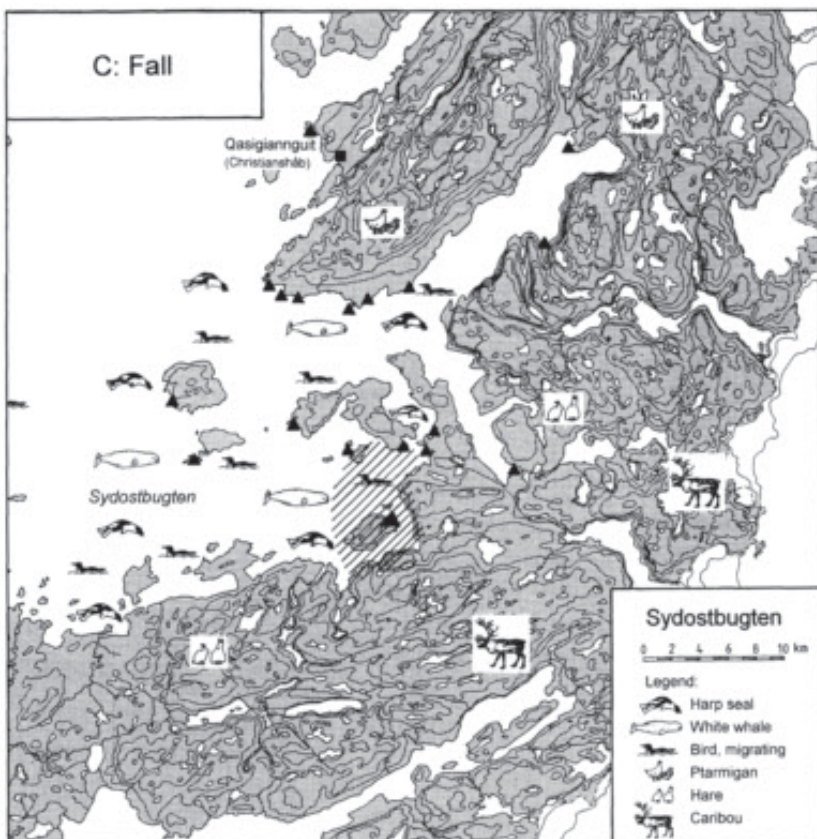 C: Fall
Qasigiannguit
(Christianshåb)
Sydostbugten
Sydostbugten
0 2 4 6 8 10 km
Legend:
Harp seal
White whale
Bird, migrating
Ptarmigan
Hare
Caribou